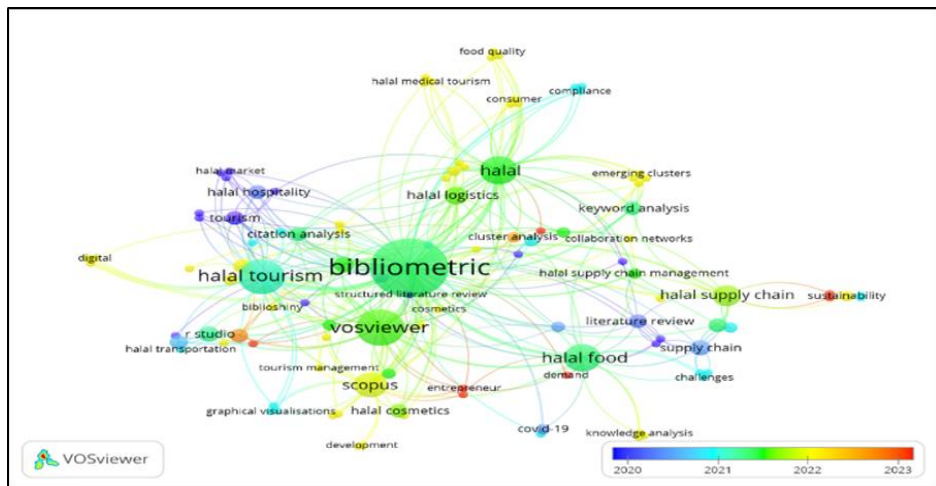 food quality
halal medical tourism
compliance
consumer
halal market
halal
emerging clusters
halal hospitality
halal logistics
keyword analysis
tourism
citation analysis
cluster analysis
collaboration networks
digital
bibliometric
halal tourism
halal supply chain management
structured literature review
halal supply chain
sustainability
biblioshiny
cosmetics
literature review
vosviewer
r studio
halal transportation
supply chain
halal food
tourism management
demand
challenges
scopus
entrepreneur
graphical visualisations
halal cosmetics
covid-19
knowledge analysis
development
VOSviewer
2020 2021 2022 2023